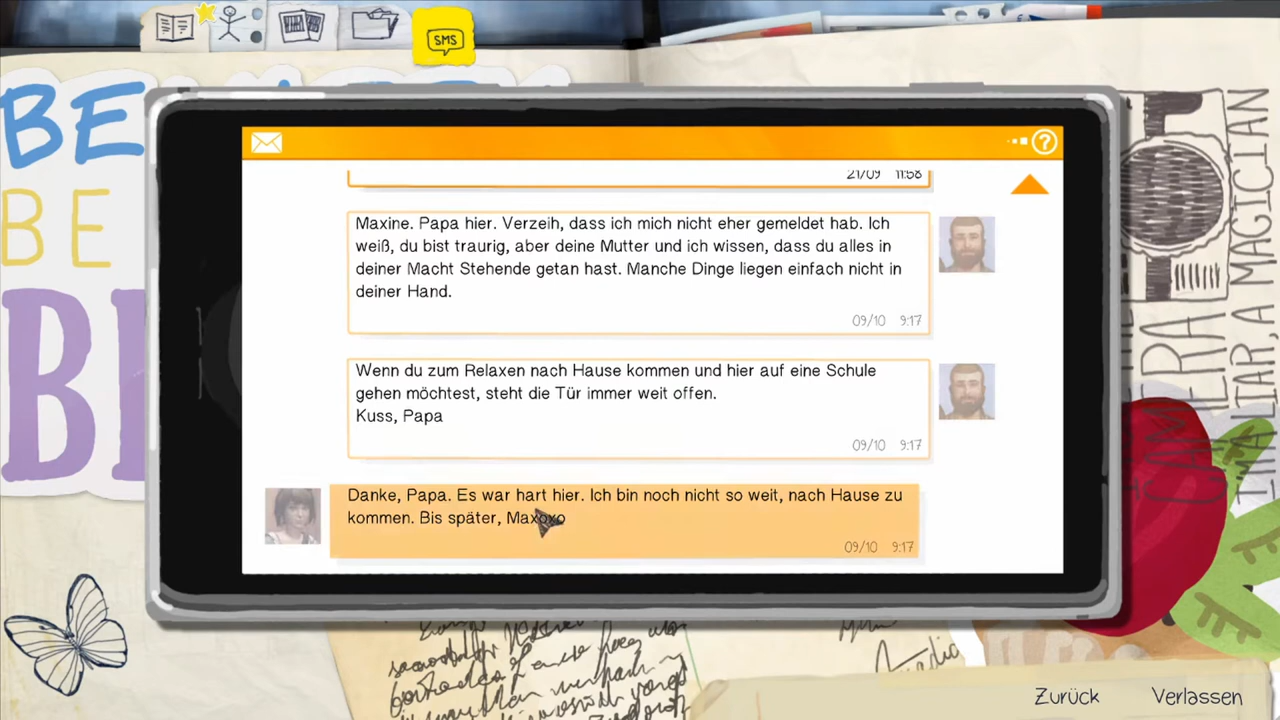 SMS
21/09 11:58
Maxine. Papa hier. Verzeih, dass ich mich nicht eher gemeldet hab. Ich
weiß, du bist traurig, aber deine Mutter und ich wissen, dass du alles in
deiner Macht Stehende getan hast. Manche Dinge liegen einfach nicht in
deiner Hand.
09/10 9:17
Wenn du zum Relaxen nach Hause kommen und hier auf eine Schule
gehen möchtest, steht die Tür immer weit offen.
Kuss, Papa
09/10 9:17
Danke, Papa. Es war hart hier. Ich bin noch nicht so weit, nach Hause zu
kommen. Bis später, Maxoxo
09/10 9:17
BE
BE
CAMERA
I'M A LIAR, A MAGICIAN
Zurück Verlassen